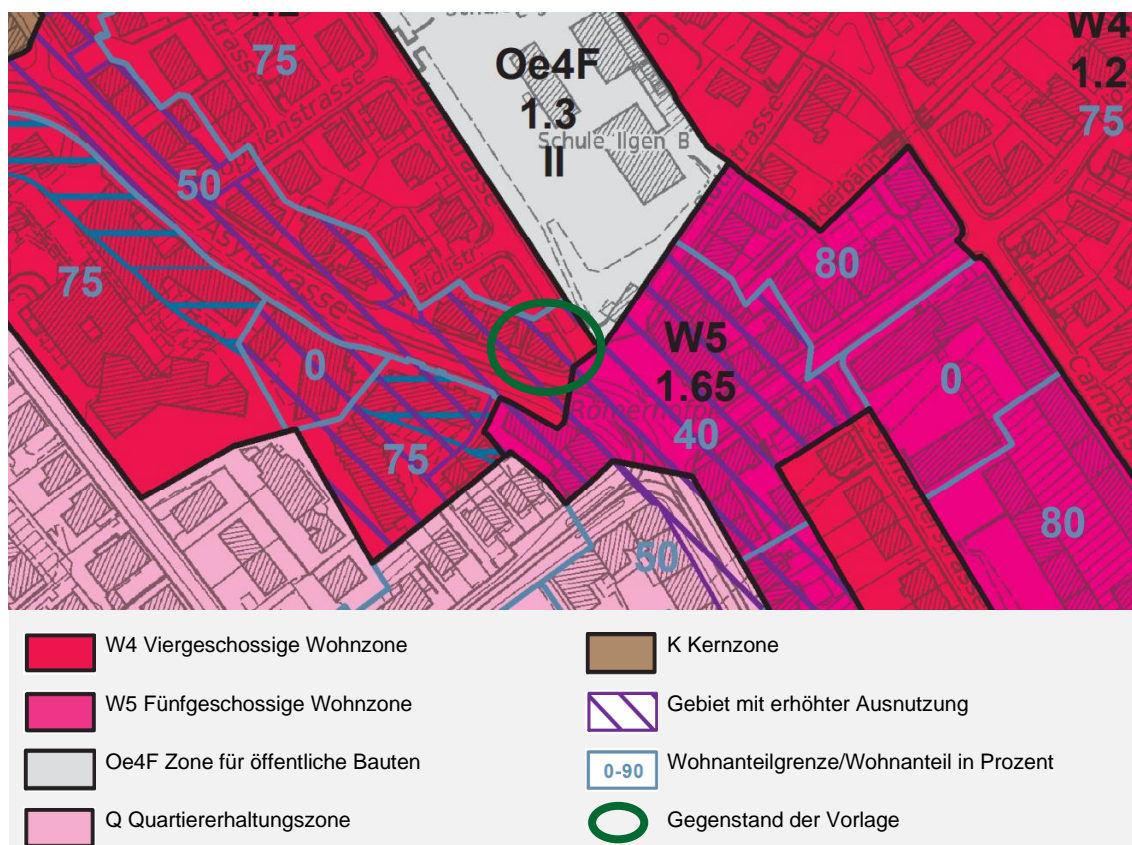 W4
1.2
75
75
Oe4F
1.3
Schule Ilgen B
II
50
Asylstrasse
80
75
W5
1.65
0
0
Römerhofpl
40
75
80
50
W4 Viergeschossige Wohnzone
K Kernzone
W5 Fünfgeschossige Wohnzone
Gebiet mit erhöhter Ausnutzung
Oe4F Zone für öffentliche Bauten
0-90
Wohnanteilgrenze/Wohnanteil in Prozent
Q Quartiererhaltungszone
Gegenstand der Vorlage